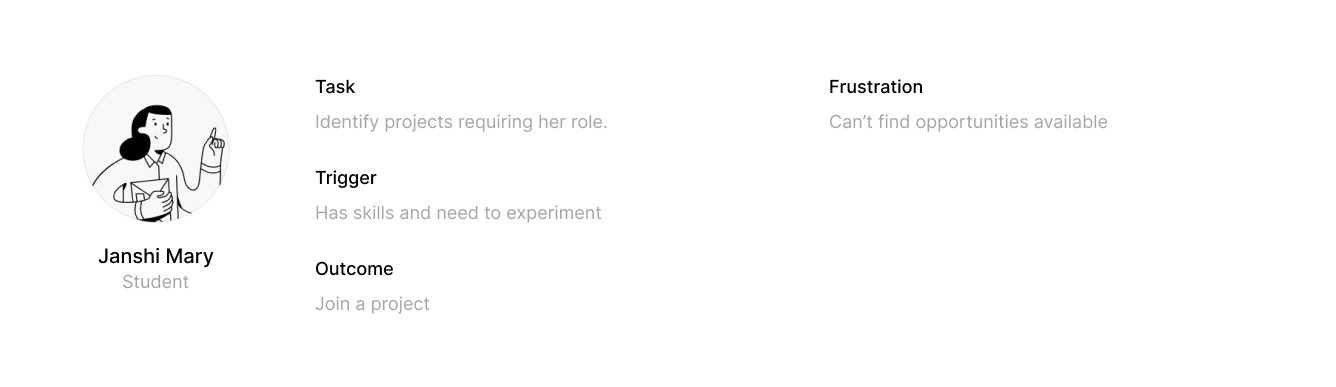 Janshi Mary
Student
Task
Identify projects requiring her role.
Trigger
Has skills and need to experiment
Outcome
Join a project
Frustration
Can’t find opportunities available